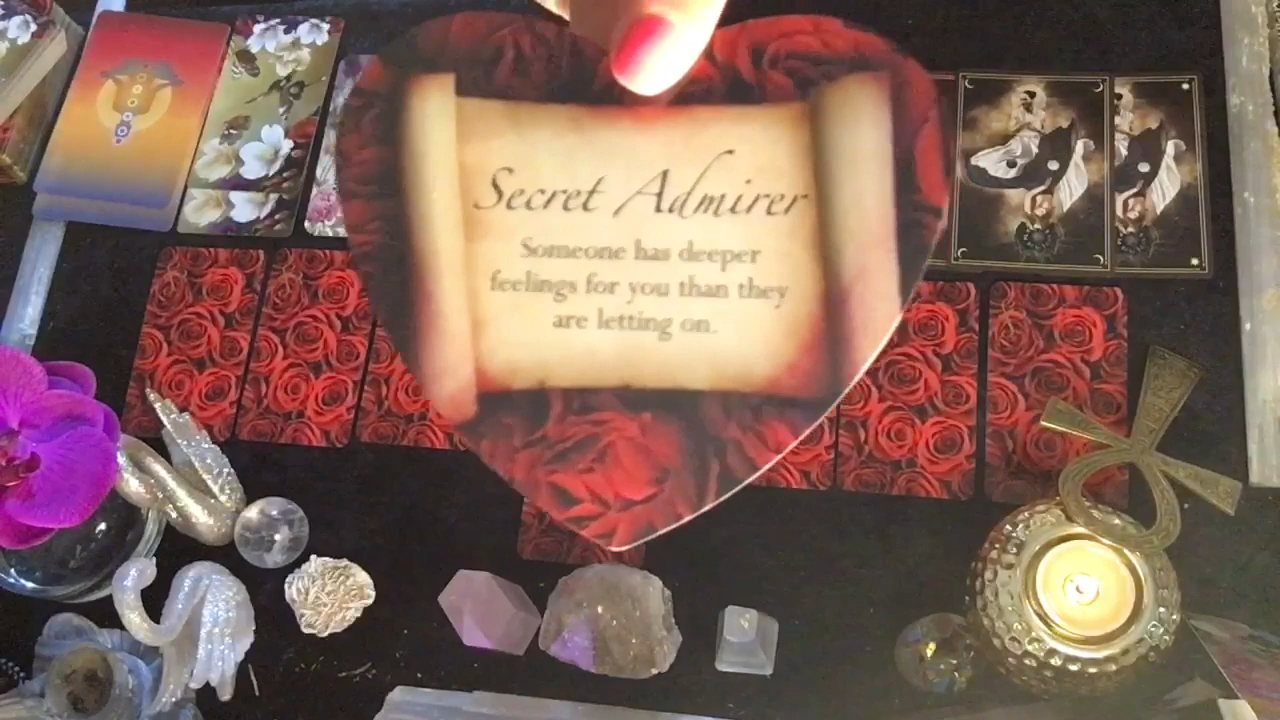 Secret Admirer
Someone has deeper
feelings for you than they
are letting on.